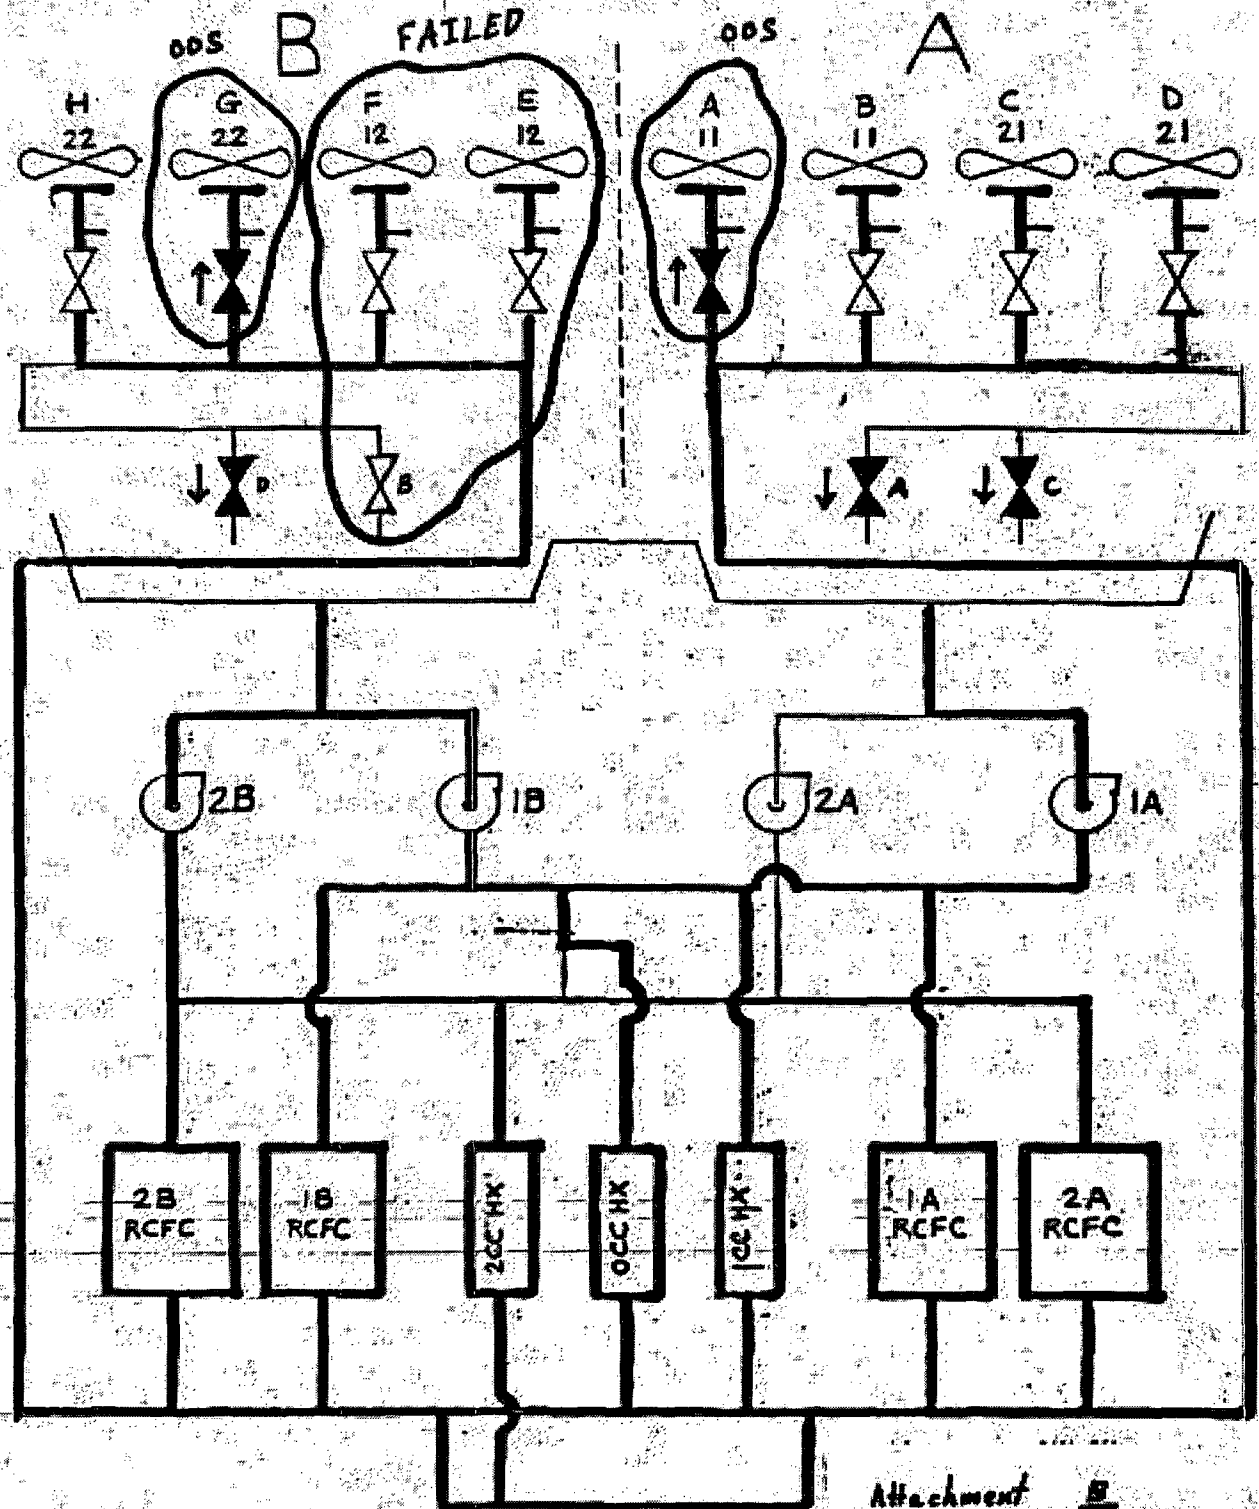 OOS B FAILED OOS A
H G F E A B C D
22 22 12 12 11 11 21 21
D B A C
2B 1B 2A 1A
2B RCFC
1B RCFC
2CC HX
0CC HX
1CC HX
1A RCFC
2A RCFC
Attachment